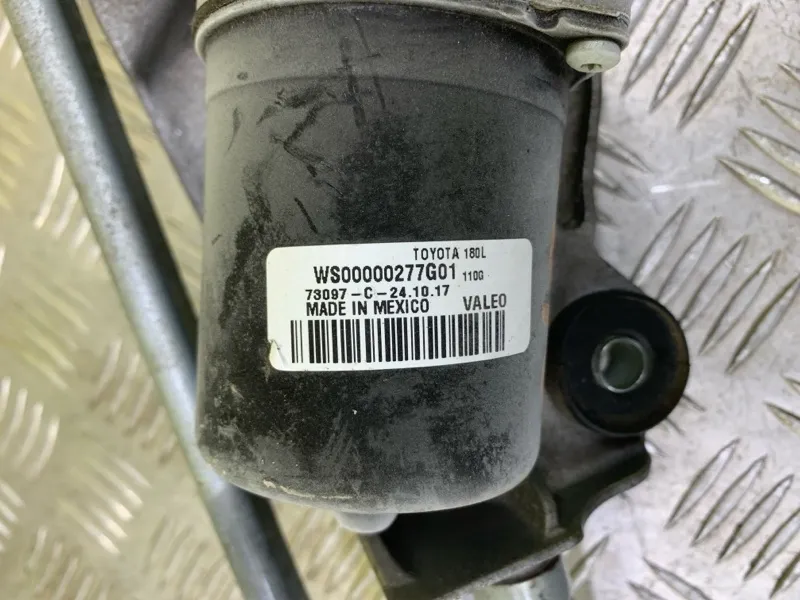 TOYOTA 180L
WS00000277G01 110G
73097-C-24.10.17
MADE IN MEXICO VALEO